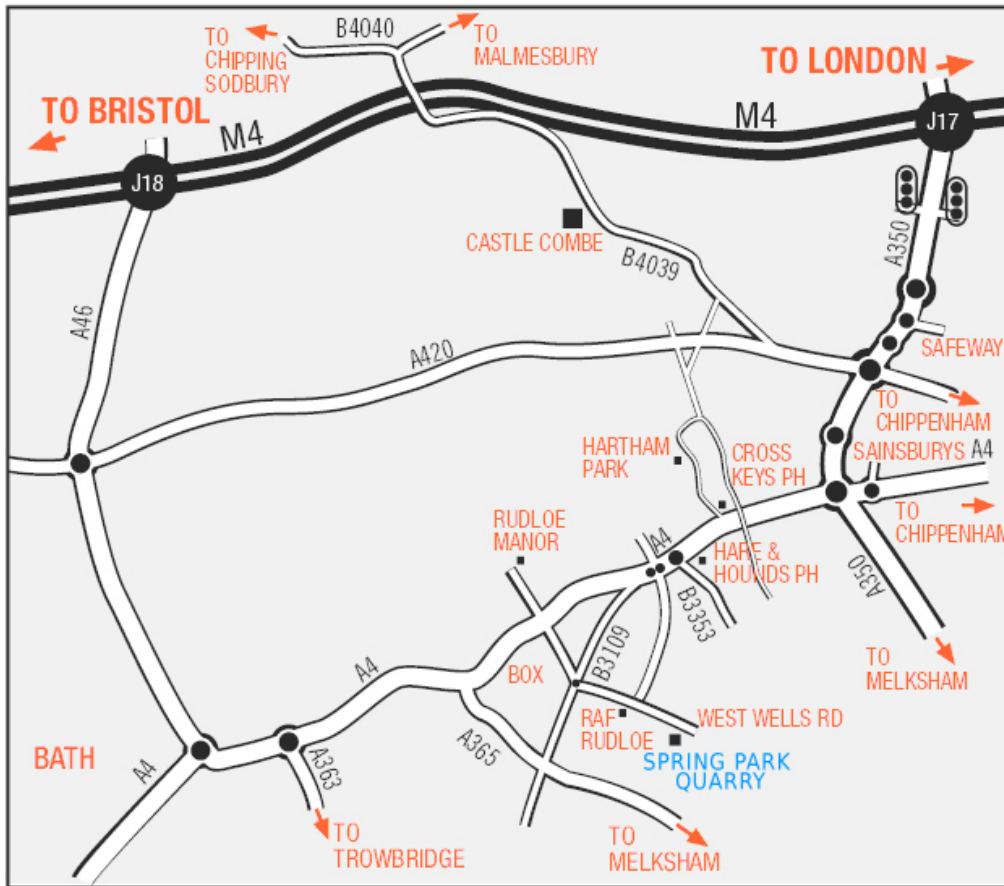 B4040
TO
CHIPPING
SODBURY
TO
MALMESBURY
TO LONDON
TO BRISTOL
M4
M4
J17
J18
A350
CASTLE COMBE
B4039
A46
A420
SAFEWAY
TO
CHIPPENHAM
HARTHAM
PARK
CROSS
KEYS PH
SAINSBURYS
A4
TO
CHIPPENHAM
RUDLOE
MANOR
A4
HARE &
HOUNDS PH
A350
B3353
B3109
BOX
A4
TO
MELKSHAM
RAF
RUDLOE
WEST WELLS RD
SPRING PARK
QUARRY
A365
BATH
A4
A363
TO
TROWBRIDGE
TO
MELKSHAM